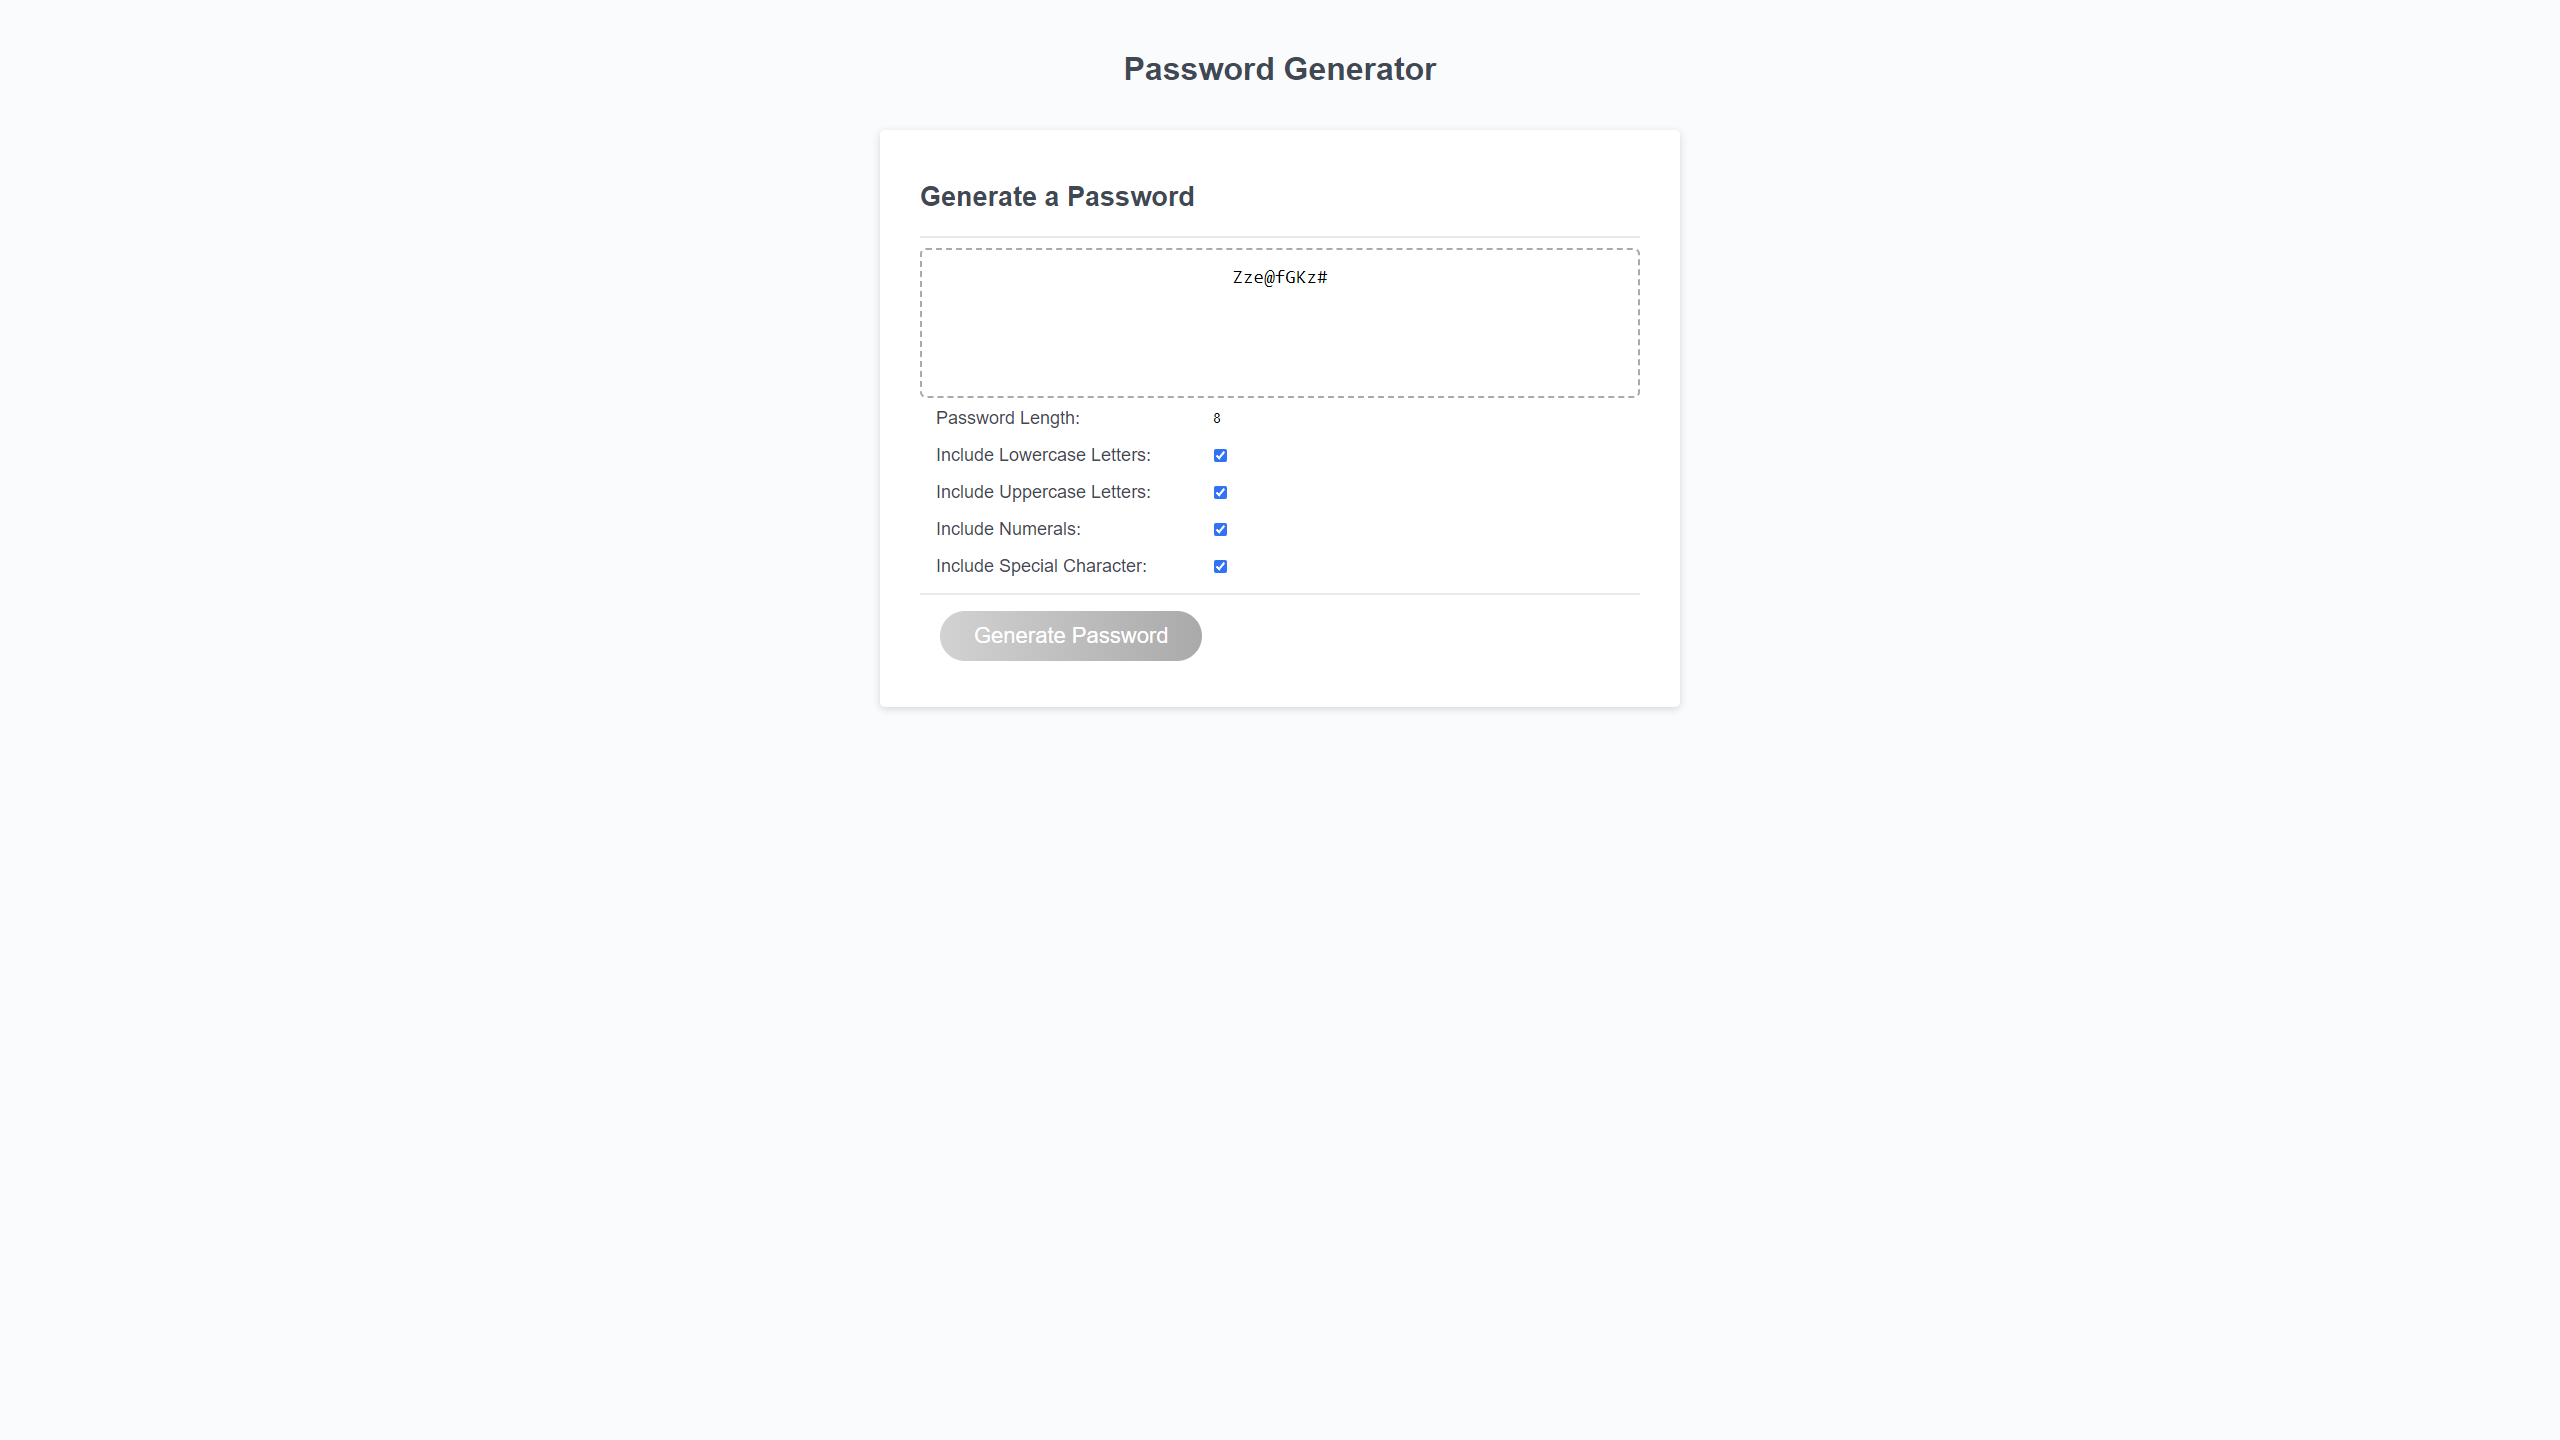 Password Generator
Generate a Password
Zze@fGKz#
Password Length: 8
Include Lowercase Letters:
Include Uppercase Letters:
Include Numerals:
Include Special Character:
Generate Password